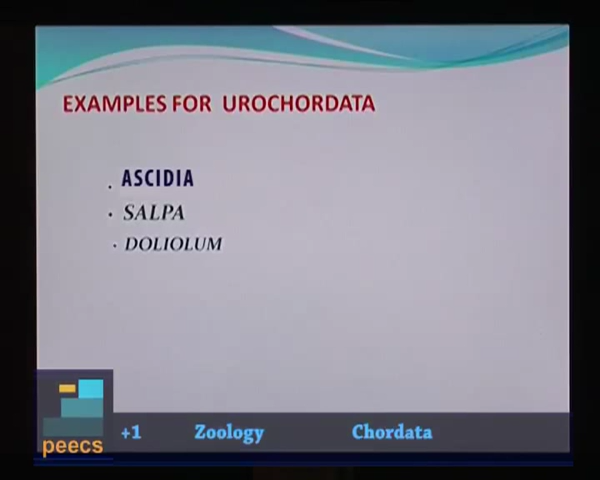 EXAMPLES FOR UROCHORDATA
. ASCIDIA
• SALPA
• DOLIOLUM
peecs
+1 Zoology Chordata